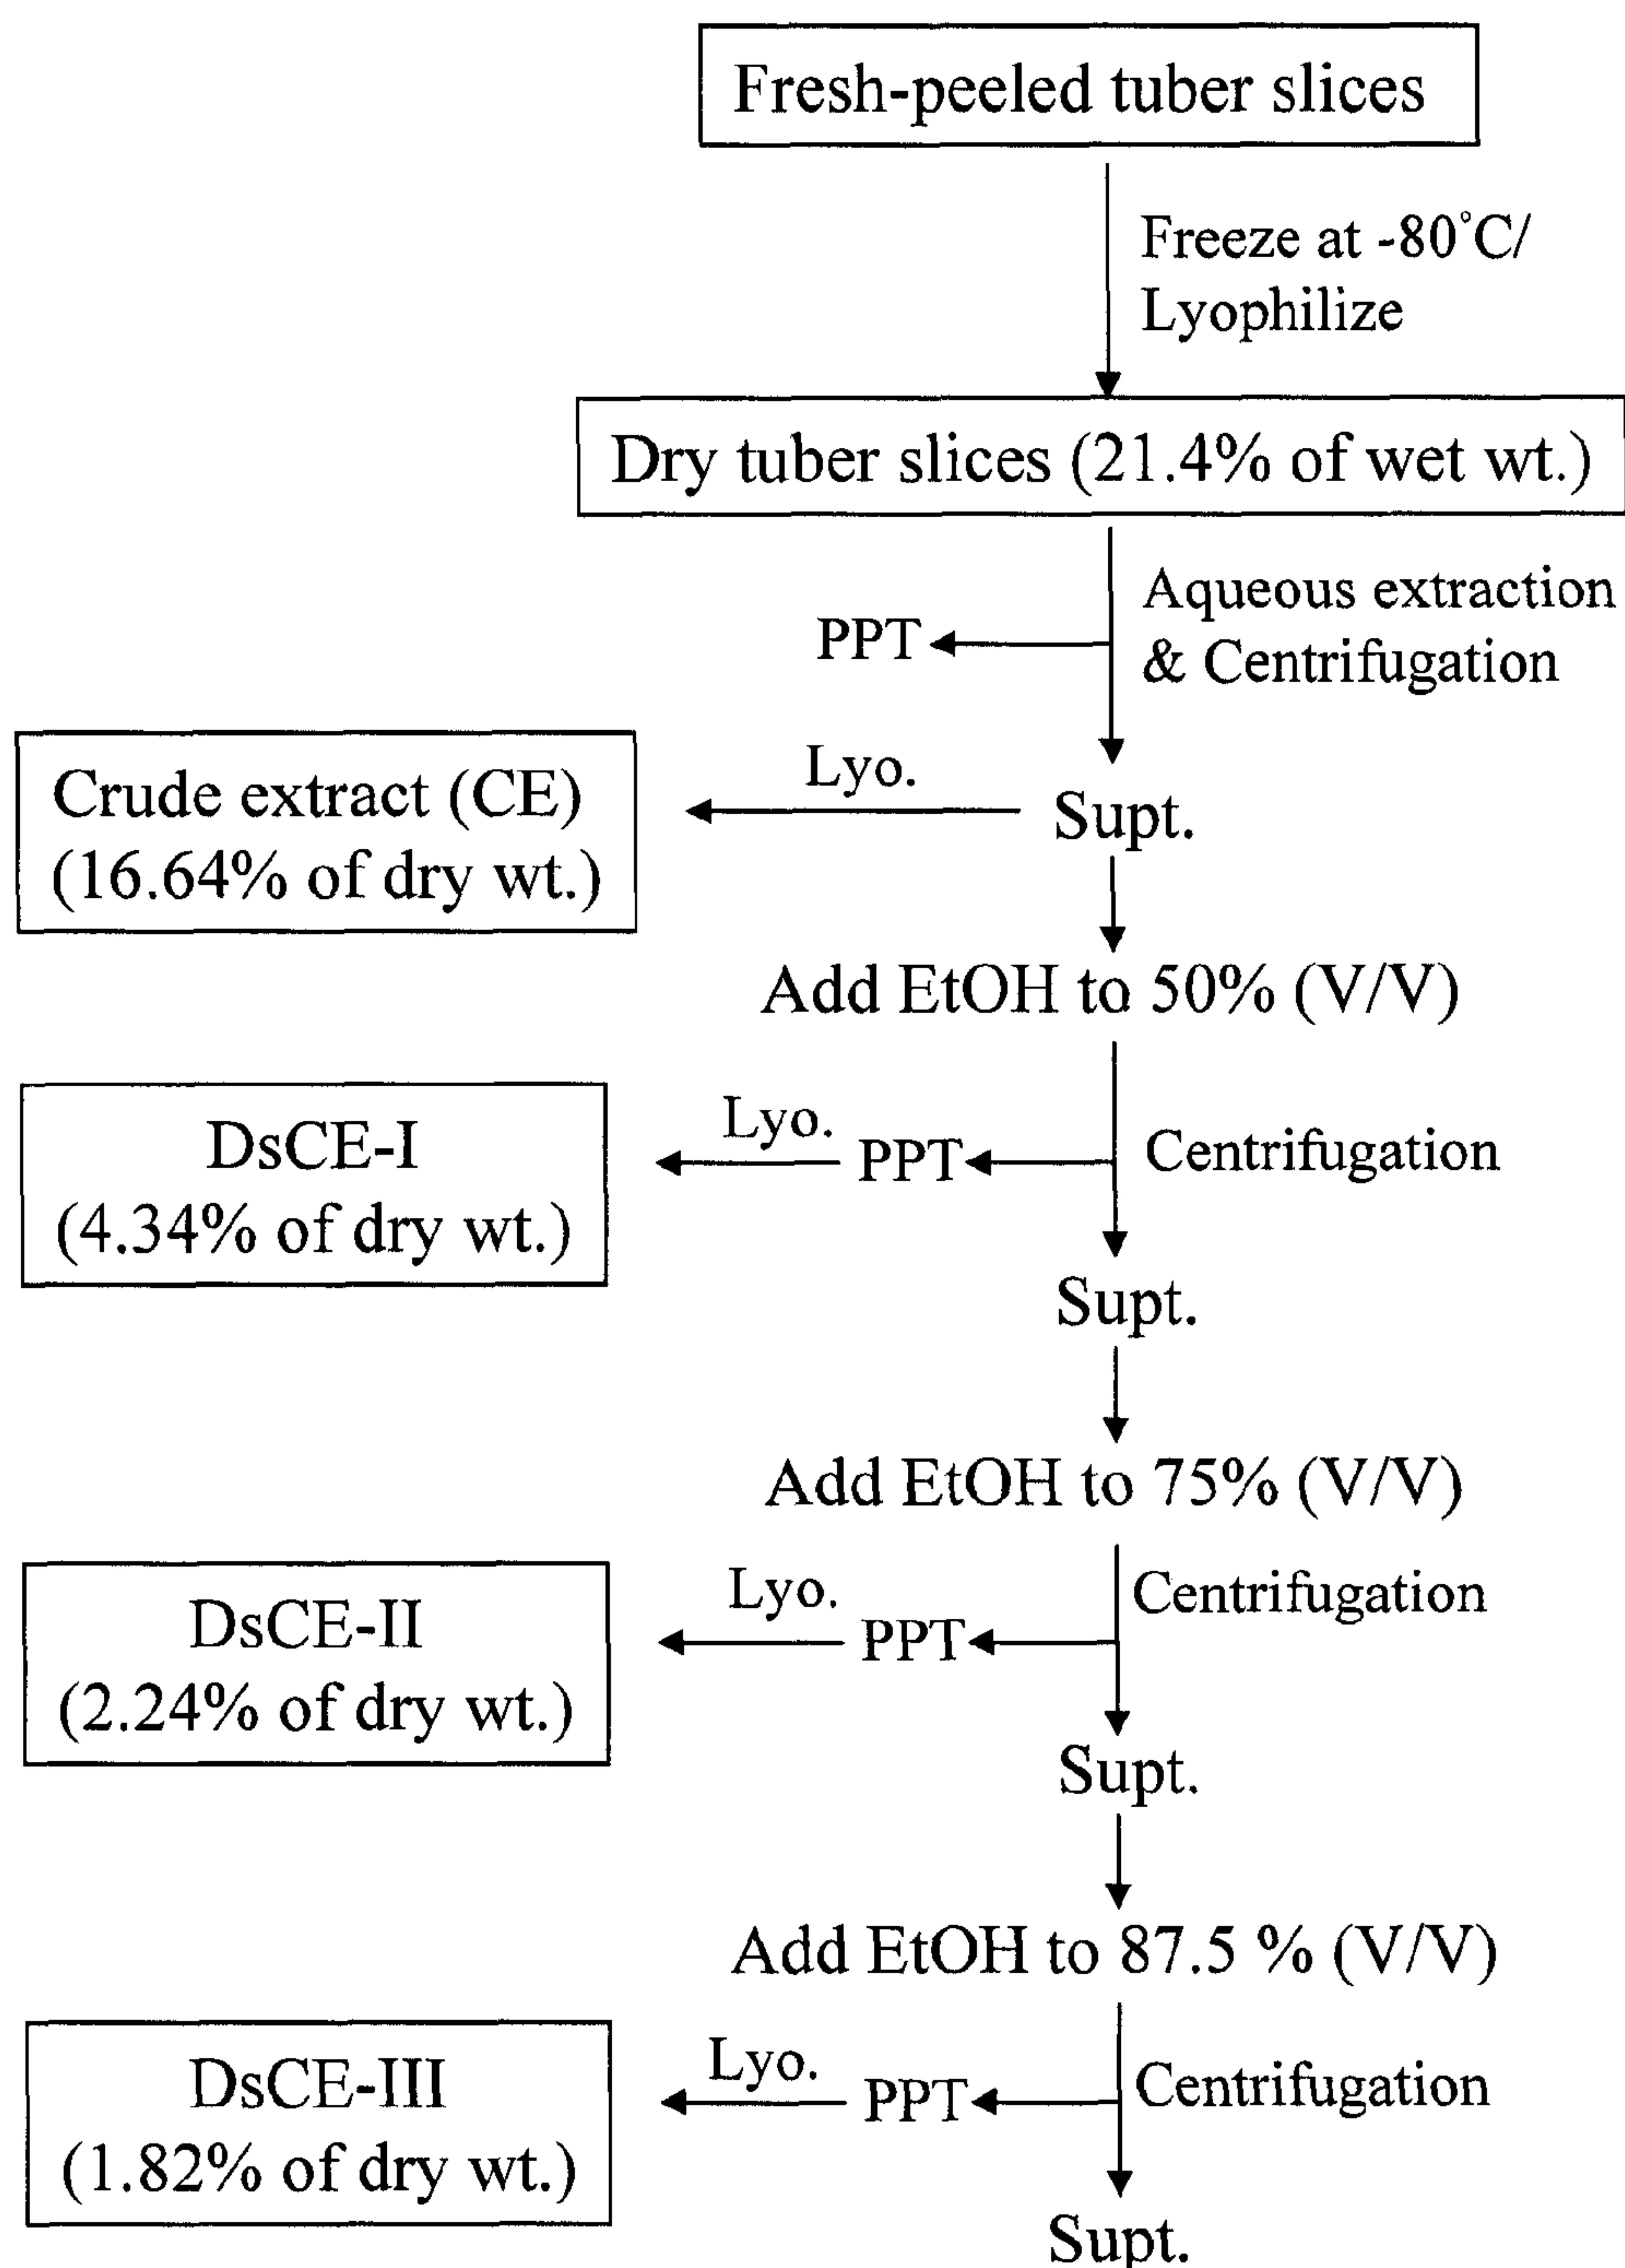 Fresh-peeled tuber slices
Freeze at -80°C/
Lyophilize
Dry tuber slices (21.4% of wet wt.)
Aqueous extraction
& Centrifugation
PPT
Lyo.
Supt.
Crude extract (CE)
(16.64% of dry wt.)
Add EtOH to 50% (V/V)
Centrifugation
PPT
Lyo.
DsCE-I
(4.34% of dry wt.)
Supt.
Add EtOH to 75% (V/V)
Centrifugation
PPT
Lyo.
DsCE-II
(2.24% of dry wt.)
Supt.
Add EtOH to 87.5 % (V/V)
Centrifugation
PPT
Lyo.
DsCE-III
(1.82% of dry wt.)
Supt.